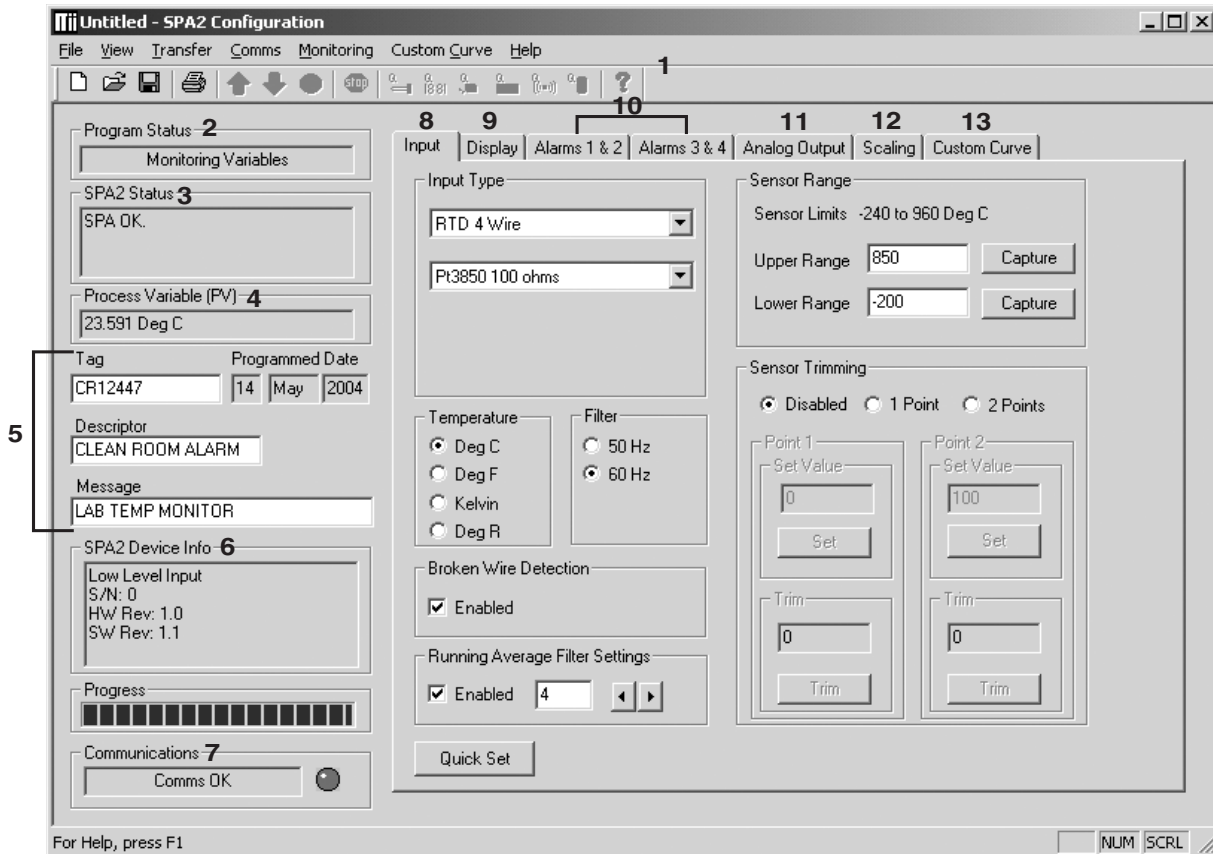 Untitled - SPA2 Configuration
File View Transfer Comms Monitoring Custom Curve Help
stop ?
1
Program Status 2
Monitoring Variables
SPA2 Status 3
SPA OK.
Process Variable (PV) 4
23.591 Deg C
5
Tag Programmed Date
CR12447 14 May 2004
Descriptor
CLEAN ROOM ALARM
Message
LAB TEMP MONITOR
SPA2 Device Info 6
Low Level Input
S/N: 0
HW Rev: 1.0
SW Rev: 1.1
Progress
Communications 7
Comms OK
8 9 10 11 12 13
Input Display Alarms 1 & 2 Alarms 3 & 4 Analog Output Scaling Custom Curve
Input Type
RTD 4 Wire
Pt3850 100 ohms
Temperature
Deg C
Deg F
Kelvin
Deg R
Filter
50 Hz
60 Hz
Broken Wire Detection
Enabled
Running Average Filter Settings
Enabled 4
Quick Set
Sensor Range
Sensor Limits -240 to 960 Deg C
Upper Range 850 Capture
Lower Range -200 Capture
Sensor Trimming
Disabled 1 Point 2 Points
Point 1
Set Value
0
Set
Trim
0
Trim
Point 2
Set Value
100
Set
Trim
0
Trim
For Help, press F1
NUM SCRL